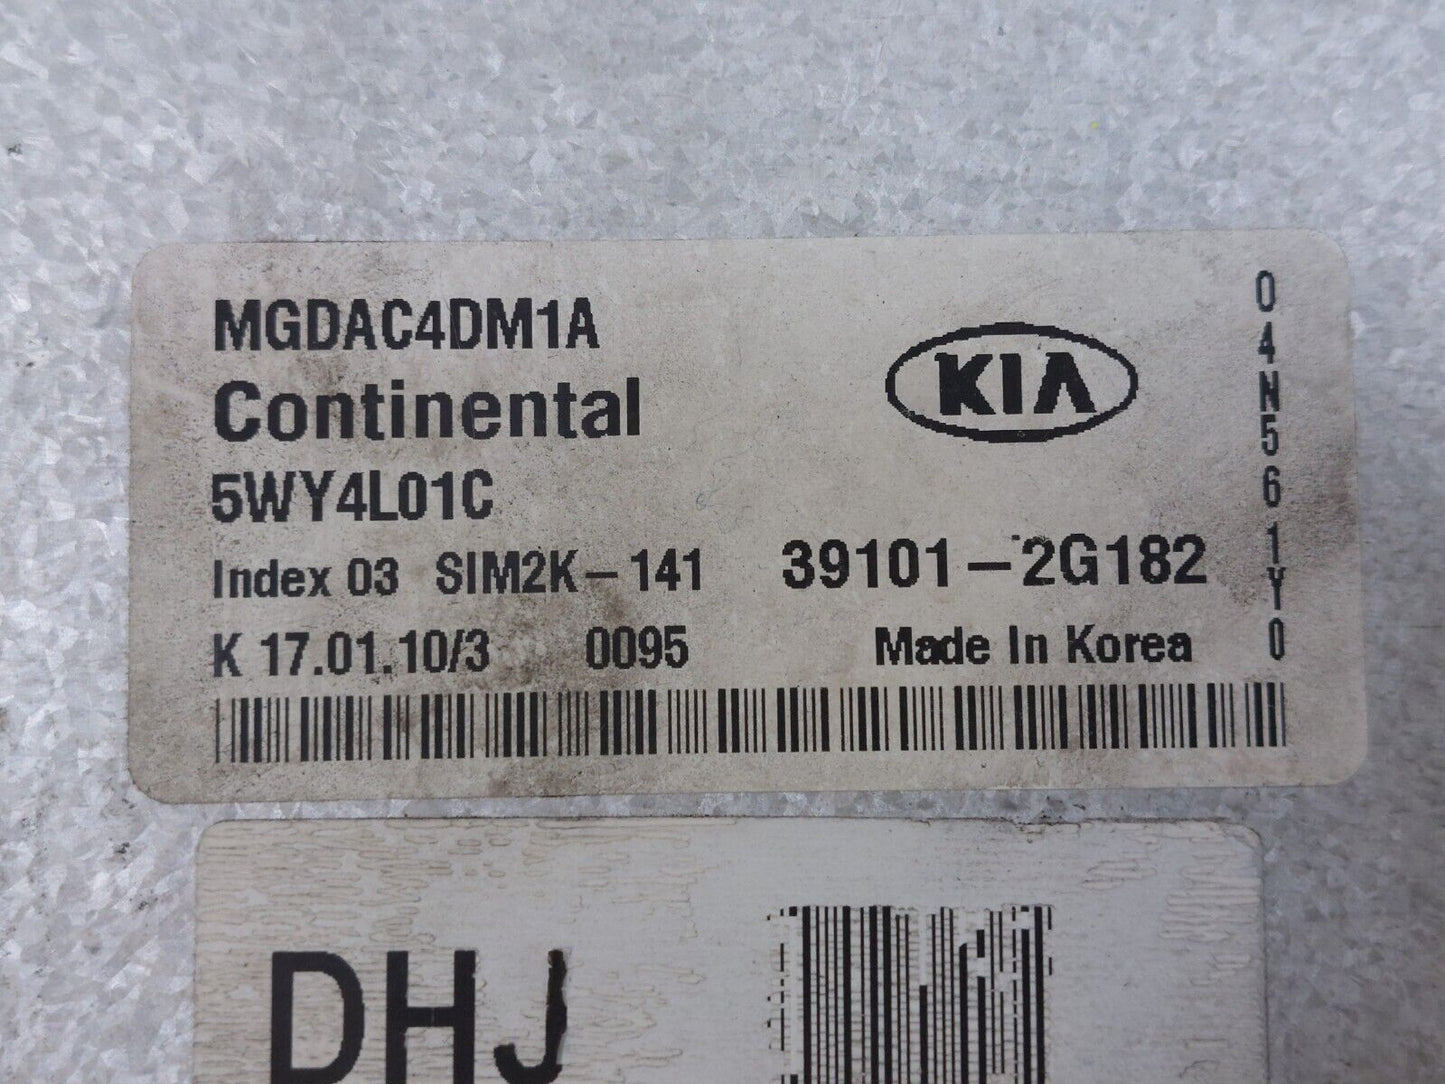 MGDAC4DM1A
Continental
KIA
5WY4L01C
Index 03 SIM2K-141 39101-2G182
K 17.01.10/3 0095 Made In Korea
04N561Y0
DHJ